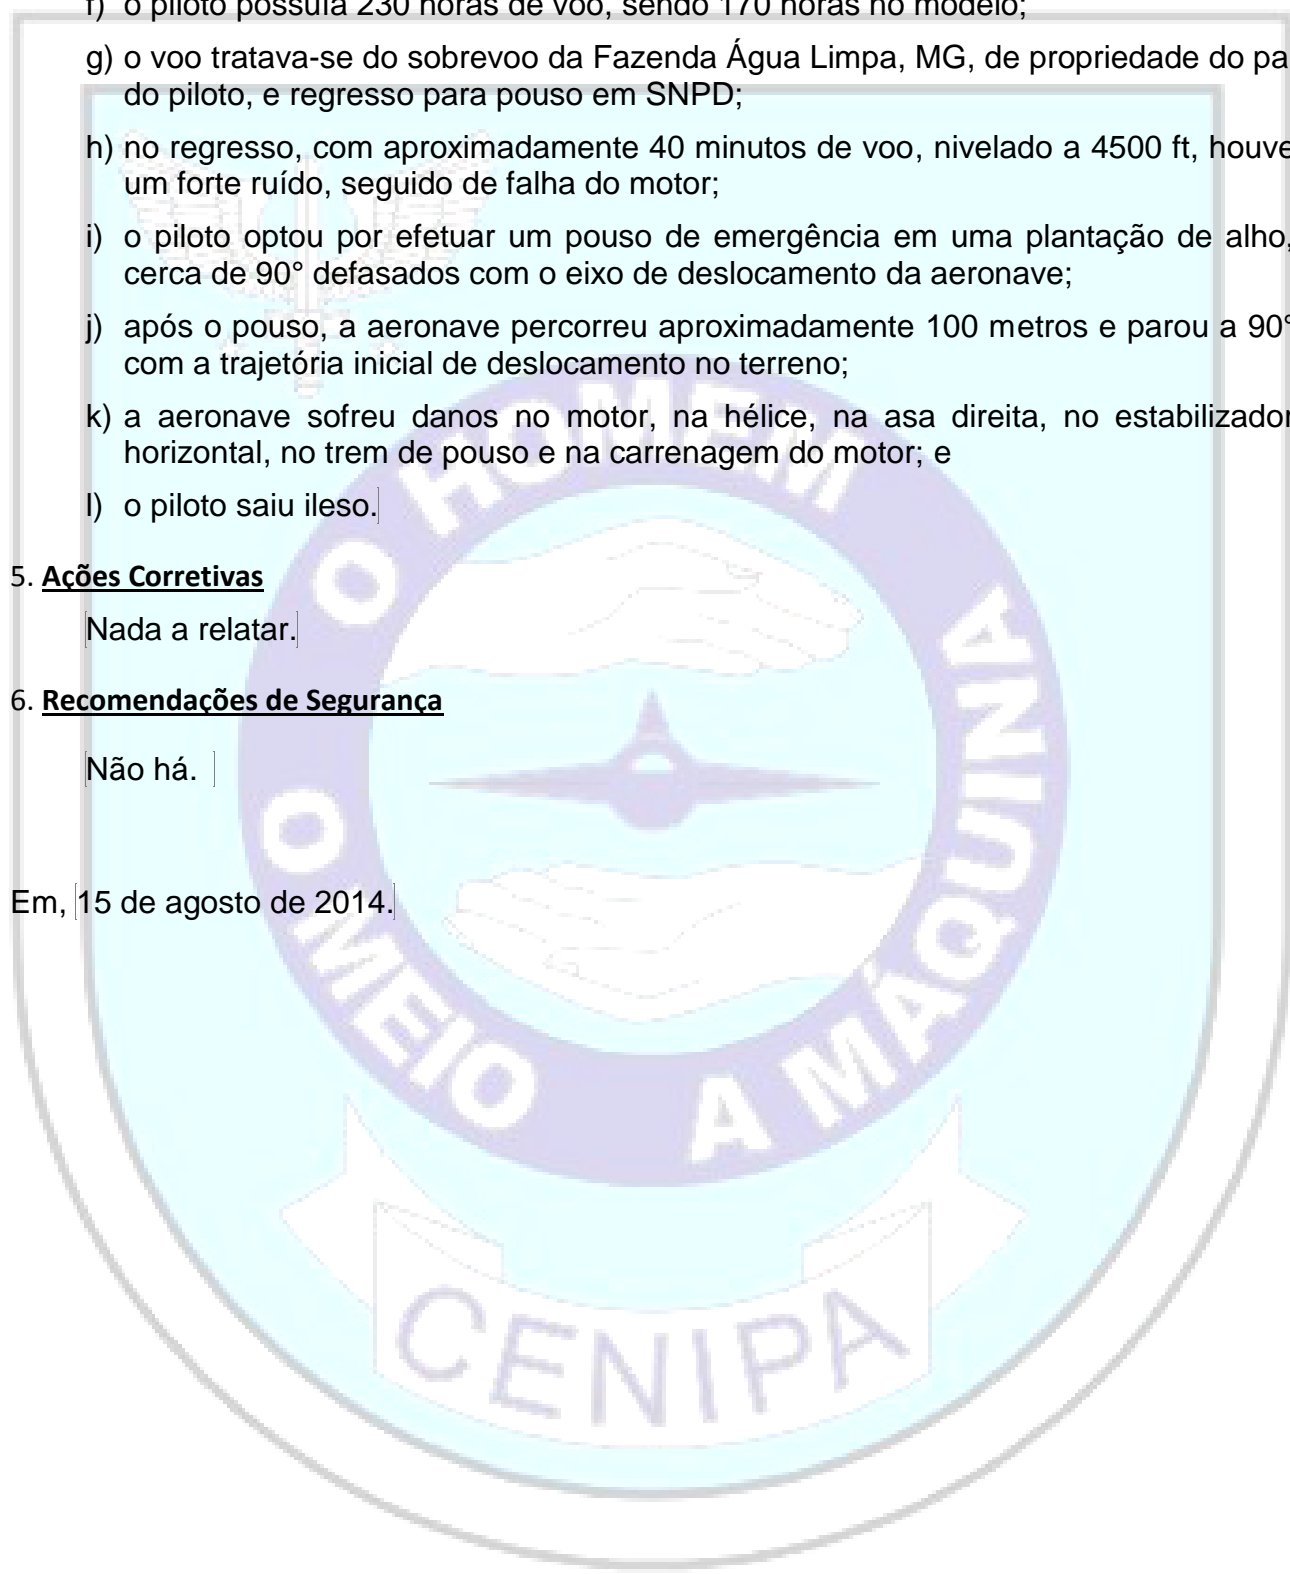 f) o piloto possuía 230 horas de voo, sendo 170 horas no modelo;
g) o voo tratava-se do sobrevoo da Fazenda Água Limpa, MG, de propriedade do pa
do piloto, e regresso para pouso em SNPD;
h) no regresso, com aproximadamente 40 minutos de voo, nivelado a 4500 ft, houve
um forte ruído, seguido de falha do motor;
i) o piloto optou por efetuar um pouso de emergência em uma plantação de alho,
cerca de 90° defasados com o eixo de deslocamento da aeronave;
j) após o pouso, a aeronave percorreu aproximadamente 100 metros e parou a 90°
com a trajetória inicial de deslocamento no terreno;
k) a aeronave sofreu danos no motor, na hélice, na asa direita, no estabilizador
horizontal, no trem de pouso e na carrenagem do motor; e
l) o piloto saiu ileso.
5. Ações Corretivas
Nada a relatar.
6. Recomendações de Segurança
Não há.
Em, 15 de agosto de 2014.
O HOMEM
O MEIO
A MÁQUINA
CENIPA